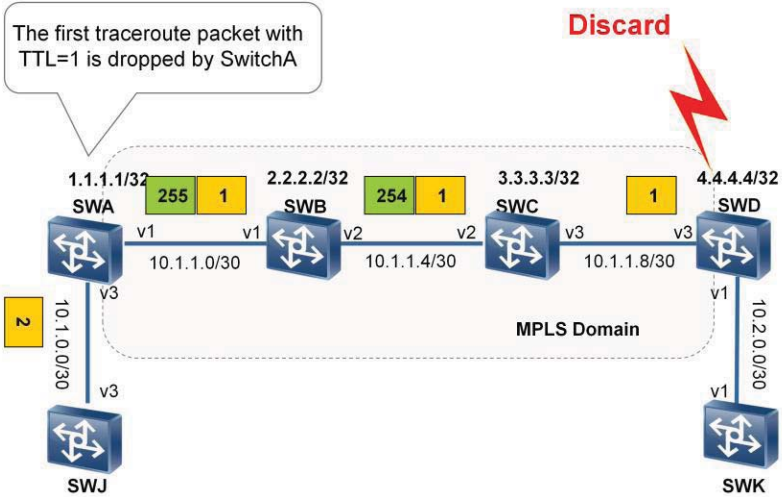 The first traceroute packet with
TTL=1 is dropped by SwitchA
Discard
1.1.1.1/32
255
1
2.2.2.2/32
254
1
3.3.3.3/32
1
4.4.4.4/32
SWA
SWB
SWC
SWD
v1
v1
v2
v2
v3
v3
10.1.1.0/30
10.1.1.4/30
10.1.1.8/30
v3
v1
2
10.1.0.0/30
MPLS Domain
10.2.0.0/30
v3
v1
SWJ
SWK